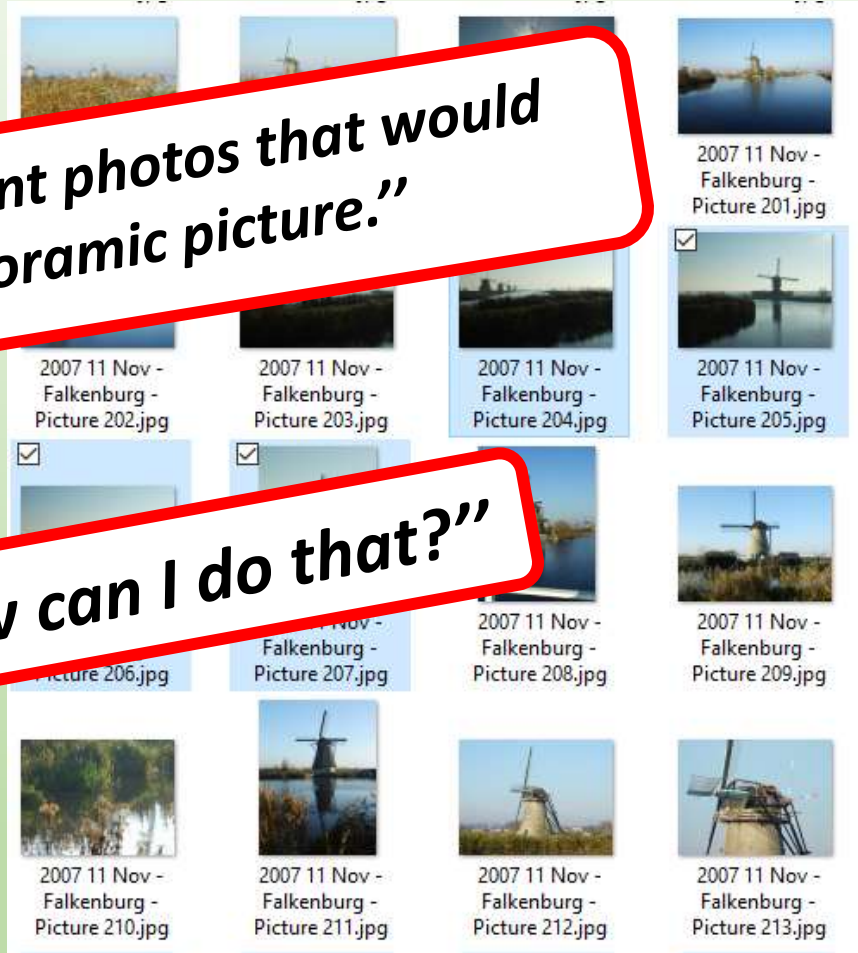 nt photos that would
oramic picture.”
2007 11 Nov -
Falkenburg -
Picture 201.jpg
2007 11 Nov -
Falkenburg -
Picture 202.jpg
2007 11 Nov -
Falkenburg -
Picture 203.jpg
2007 11 Nov -
Falkenburg -
Picture 204.jpg
2007 11 Nov -
Falkenburg -
Picture 205.jpg
can I do that?”
Picture 206.jpg
Nov -
Falkenburg -
Picture 207.jpg
2007 11 Nov -
Falkenburg -
Picture 208.jpg
2007 11 Nov -
Falkenburg -
Picture 209.jpg
2007 11 Nov -
Falkenburg -
Picture 210.jpg
2007 11 Nov -
Falkenburg -
Picture 211.jpg
2007 11 Nov -
Falkenburg -
Picture 212.jpg
2007 11 Nov -
Falkenburg -
Picture 213.jpg